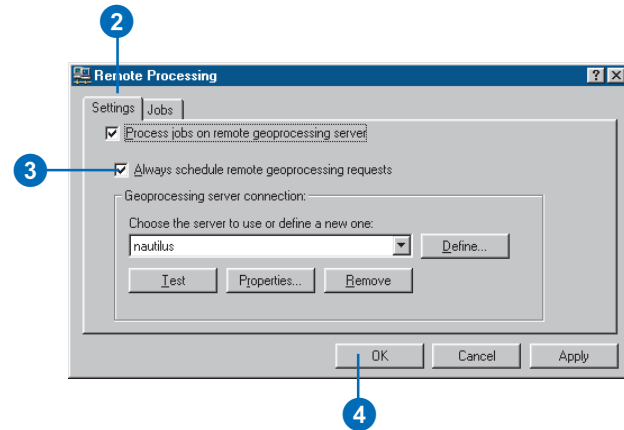 2
Remote Processing
Settings Jobs
Process jobs on remote geoprocessing server
3
Always schedule remote geoprocessing requests
Geoprocessing server connection:
Choose the server to use or define a new one:
nautilus
Define...
Test Properties... Remove
OK Cancel Apply
4